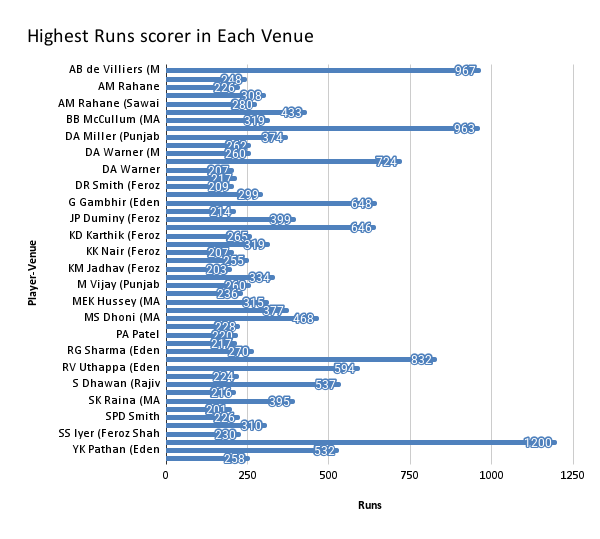 Highest Runs scorer in Each Venue
Player-Venue
AB de Villiers (M
967
248
AM Rahane
226
308
AM Rahane (Sawai
280
433
BB McCullum (MA
319
963
DA Miller (Punjab
374
262
DA Warner (M
260
724
DA Warner
207
217
DR Smith (Feroz
209
299
G Gambhir (Eden
648
214
JP Duminy (Feroz
399
646
KD Karthik (Feroz
265
319
KK Nair (Feroz
207
255
KM Jadhav (Feroz
203
334
M Vijay (Punjab
260
236
MEK Hussey (MA
315
377
MS Dhoni (MA
468
228
PA Patel
220
217
RG Sharma (Eden
270
832
RV Uthappa (Eden
594
224
S Dhawan (Rajiv
537
216
SK Raina (MA
395
201
SPD Smith
226
310
SS Iyer (Feroz Shah
230
1200
YK Pathan (Eden
532
258
0 250 500 750 1000 1250
Runs